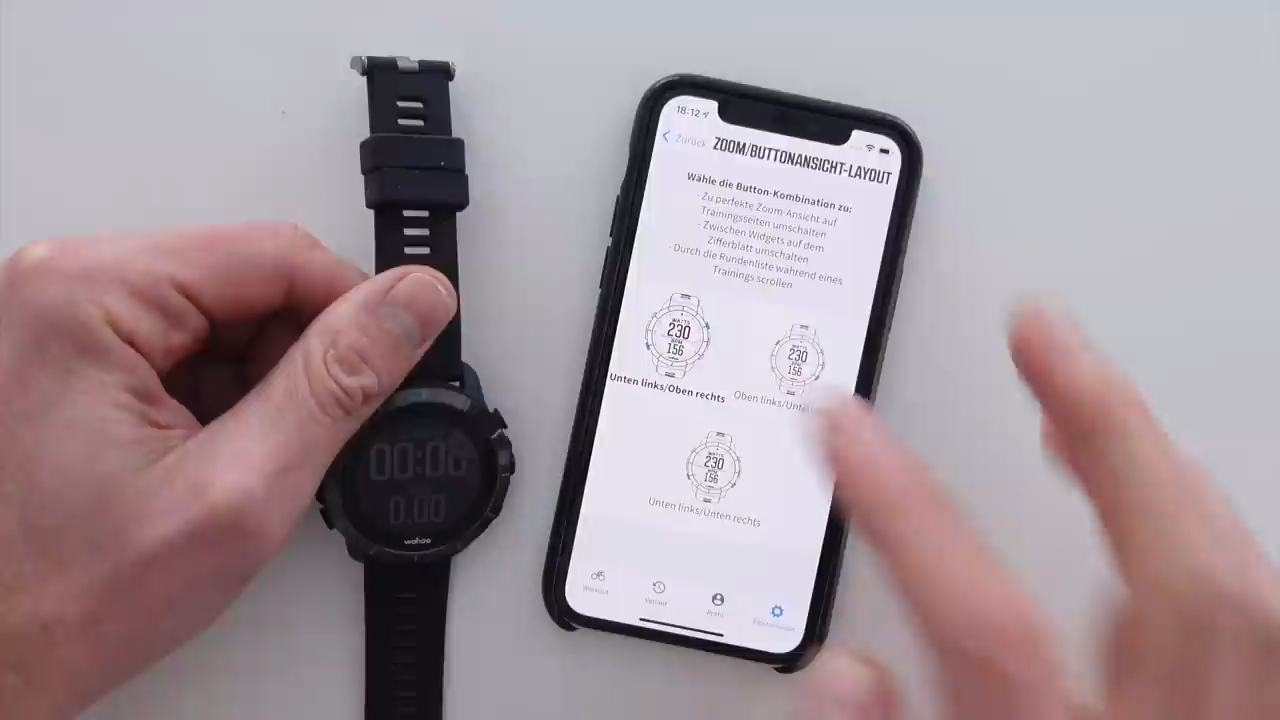 18:12
Zurück
ZOOM/BUTTONANSICHT-LAYOUT
Wähle die Button-Kombination zu:
- Zu perfekte Zoom-Ansicht auf
Trainingsseiten umschalten
- Zwischen Widgets auf dem
Zifferblatt umschalten
- Durch die Rundenliste während eines
Trainings scrollen
WATTS
230
BPM
156
WATTS
230
BPM
156
Unten links/Oben rechts
Oben links/
WATTS
230
BPM
156
Unten links/Unten rechts
Workout
Verlauf
Profil
00:00
0.00
wahoo